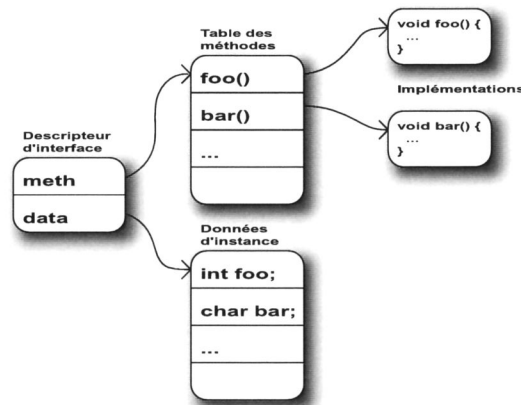 Table des
méthodes
foo()
bar()
...
void foo() {
...
}
Implémentations
void bar() {
...
}
Descripteur
d'interface
meth
data
Données
d'instance
int foo;
char bar;
...